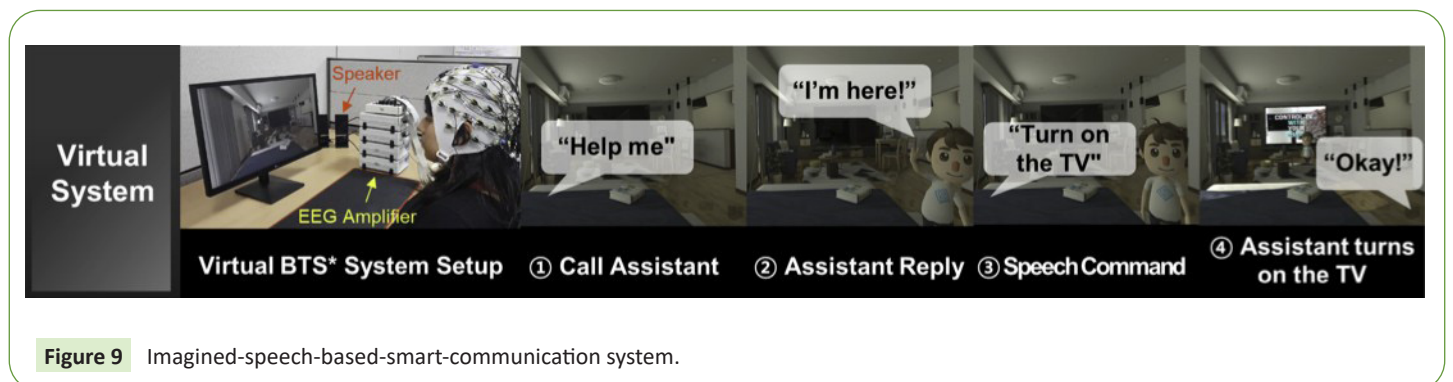 Virtual
System
Speaker
EEG Amplifier
Virtual BTS* System Setup
"Help me"
① Call Assistant
"I'm here!"
② Assistant Reply
"Turn on
the TV"
③ Speech Command
"Okay!"
④ Assistant turns
on the TV
Figure 9 Imagined-speech-based-smart-communication system.